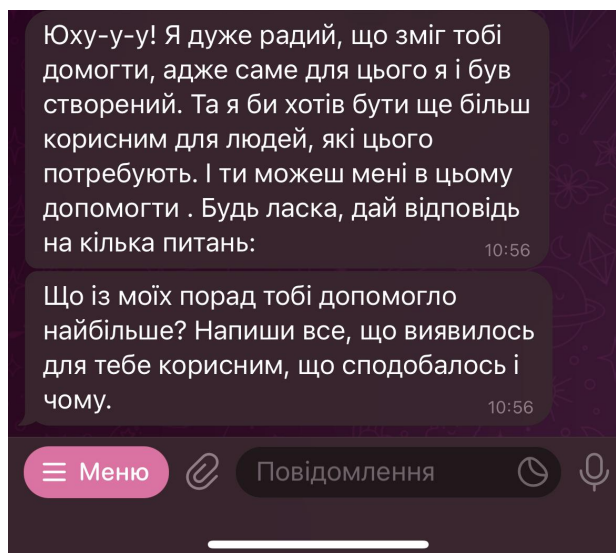 Юху-у-у! Я дуже радий, що зміг тобі
домогти, адже саме для цього я і був
створений. Та я би хотів бути ще більш
корисним для людей, які цього
потребують. І ти можеш мені в цьому
допомогти . Будь ласка, дай відповідь
на кілька питань:
10:56
Що із моїх порад тобі допомогло
найбільше? Напиши все, що виявилось
для тебе корисним, що сподобалось і
чому.
10:56
Меню
Повідомлення